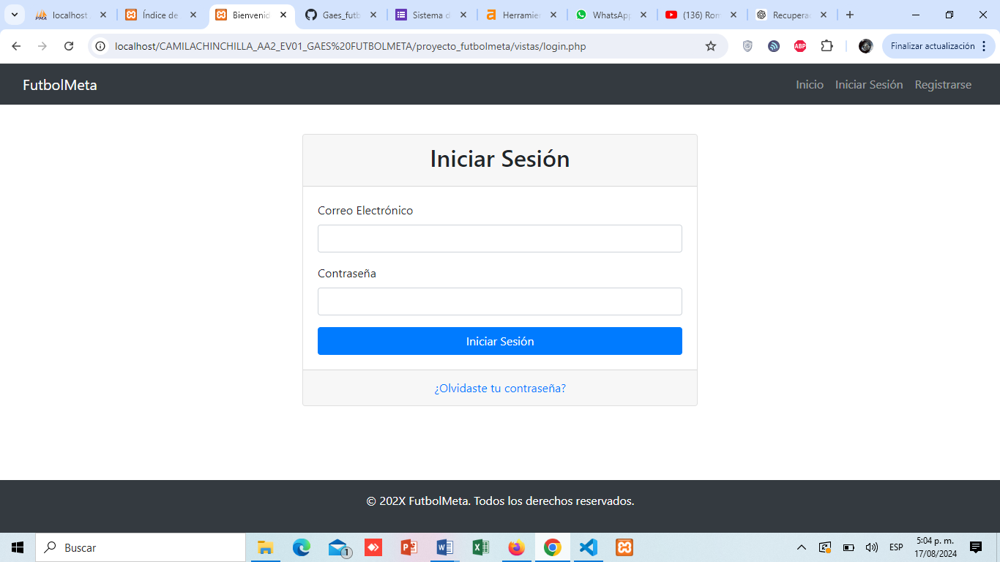 localhost
Índice de
Bienvenid
Gaes_futb
Sistema d
Herramie
WhatsApp
(136) Rom
Recupera
localhost/CAMILACHINCHILLA_AA2_EV01_GAES%20FUTBOLMETA/proyecto_futbolmeta/vistas/login.php
ABP
Finalizar actualización
FutbolMeta
Inicio
Iniciar Sesión
Registrarse
Iniciar Sesión
Correo Electrónico
Contraseña
Iniciar Sesión
¿Olvidaste tu contraseña?
© 202X FutbolMeta. Todos los derechos reservados.
Buscar
1
ESP
5:04 p. m.
17/08/2024